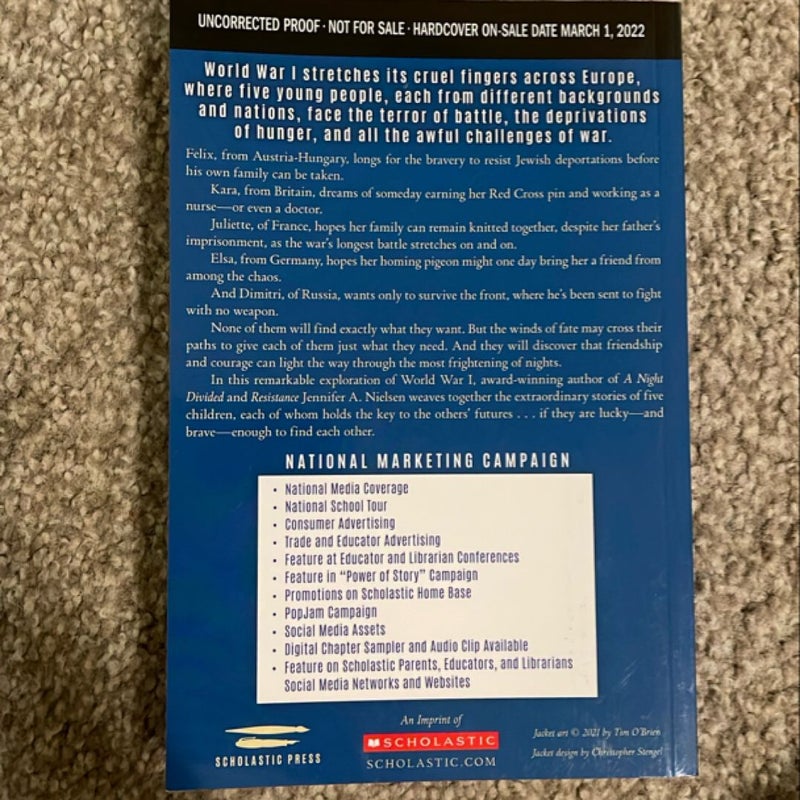 UNCORRECTED PROOF · NOT FOR SALE · HARDCOVER ON-SALE DATE MARCH 1, 2022
World War I stretches its cruel fingers across Europe,
where five young people, each from different backgrounds
and nations, face the terror of battle, the deprivations
of hunger, and all the awful challenges of war.
Felix, from Austria-Hungary, longs for the bravery to resist Jewish deportations before
his own family can be taken.
Kara, from Britain, dreams of someday earning her Red Cross pin and working as a
nurse—or even a doctor.
Juliette, of France, hopes her family can remain knitted together, despite her father's
imprisonment, as the war's longest battle stretches on and on.
Elsa, from Germany, hopes her homing pigeon might one day bring her a friend from
among the chaos.
And Dimitri, of Russia, wants only to survive the front, where he's been sent to fight
with no weapon.
None of them will find exactly what they want. But the winds of fate may cross their
paths to give each of them just what they need. And they will discover that friendship
and courage can light the way through the most frightening of nights.
In this remarkable exploration of World War I, award-winning author of A Night
Divided and Resistance Jennifer A. Nielsen weaves together the extraordinary stories of five
children, each of whom holds the key to the others' futures . . . if they are lucky—and
brave—enough to find each other.
NATIONAL MARKETING CAMPAIGN
• National Media Coverage
• National School Tour
• Consumer Advertising
• Trade and Educator Advertising
• Feature at Educator and Librarian Conferences
• Feature in “Power of Story” Campaign
• Promotions on Scholastic Home Base
• PopJam Campaign
• Social Media Assets
• Digital Chapter Sampler and Audio Clip Available
• Feature on Scholastic Parents, Educators, and Librarians
Social Media Networks and Websites
SCHOLASTIC PRESS
An Imprint of
SCHOLASTIC
SCHOLASTIC.COM
Jacket art © 2021 by Tim O'Brien
Jacket design by Christopher Stengel